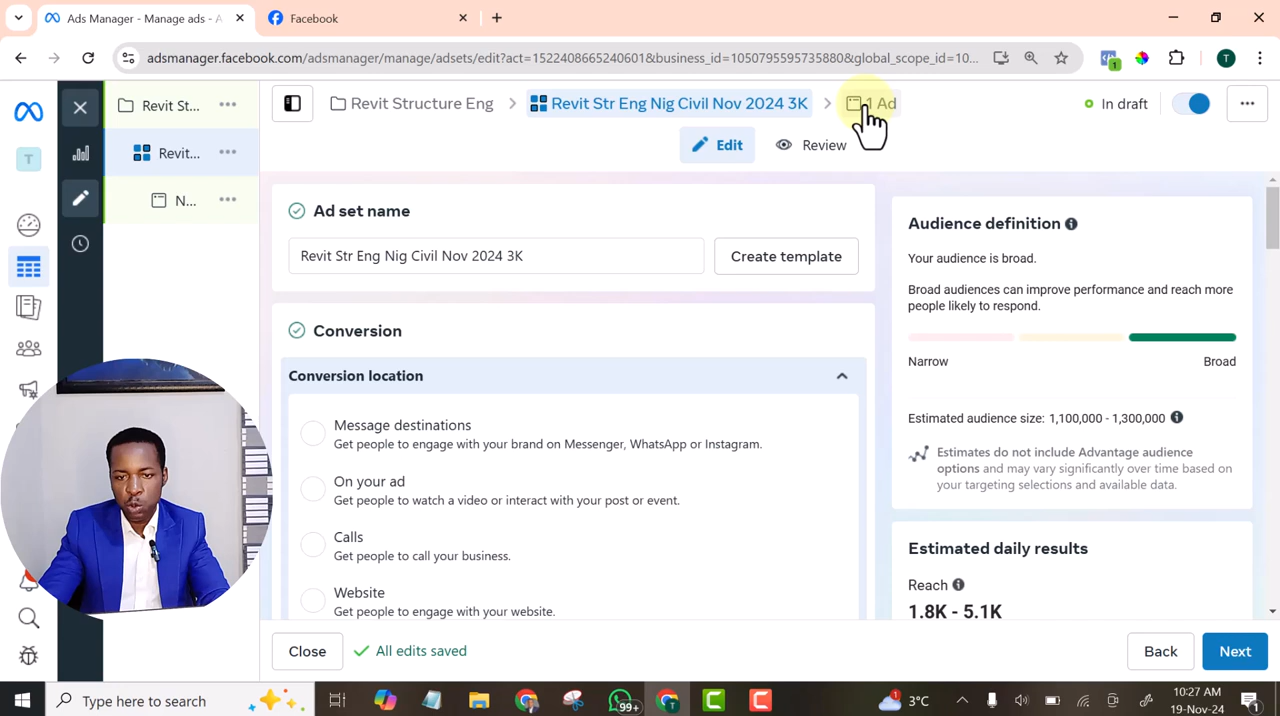 Ads Manager - Manage ads - A
Facebook
adsmanager.facebook.com/adsmanager/manage/adsets/edit?act=1522408665240601&business_id=1050795595735880&global_scope_id=10...
1
T
T
Revit St...
Revit...
N...
Revit Structure Eng
Revit Str Eng Nig Civil Nov 2024 3K
1 Ad
In draft
Edit
Review
Ad set name
Revit Str Eng Nig Civil Nov 2024 3K
Create template
Conversion
Conversion location
Message destinations
Get people to engage with your brand on Messenger, WhatsApp or Instagram.
On your ad
Get people to watch a video or interact with your post or event.
Calls
Get people to call your business.
Website
Get people to engage with your website.
Audience definition
Your audience is broad.
Broad audiences can improve performance and reach more
people likely to respond.
Narrow
Broad
Estimated audience size: 1,100,000 - 1,300,000
Estimates do not include Advantage audience
options and may vary significantly over time based on
your targeting selections and available data.
Estimated daily results
Reach
1.8K - 5.1K
Close
All edits saved
Back
Next
Type here to search
99+
1
3°C
10:27 AM
19-Nov-24
1